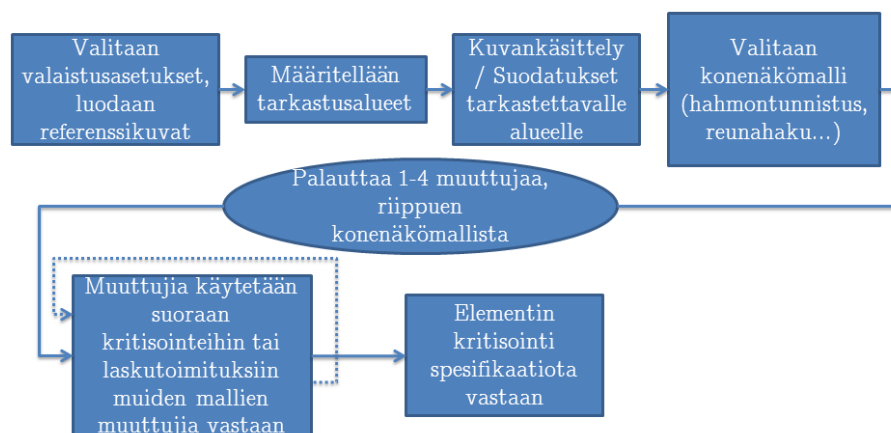 Valitaan
valaistusasetukset,
luodaan
referenssikuvat
Määritellään
tarkastusalueet
Kuvankäsittely
/ Suodatukset
tarkastettavalle
alueelle
Valitaan
konenäkömalli
(hahmontunnistus,
reunahaku...)
Palauttaa 1-4 muuttujaa,
riippuen
konenäkömallista
Muuttujia käytetään
suoraan
kritisointeihin tai
laskutoimituksiin
muiden mallien
muuttujia vastaan
Elementin
kritisointi
spesifikaatiota
vastaan